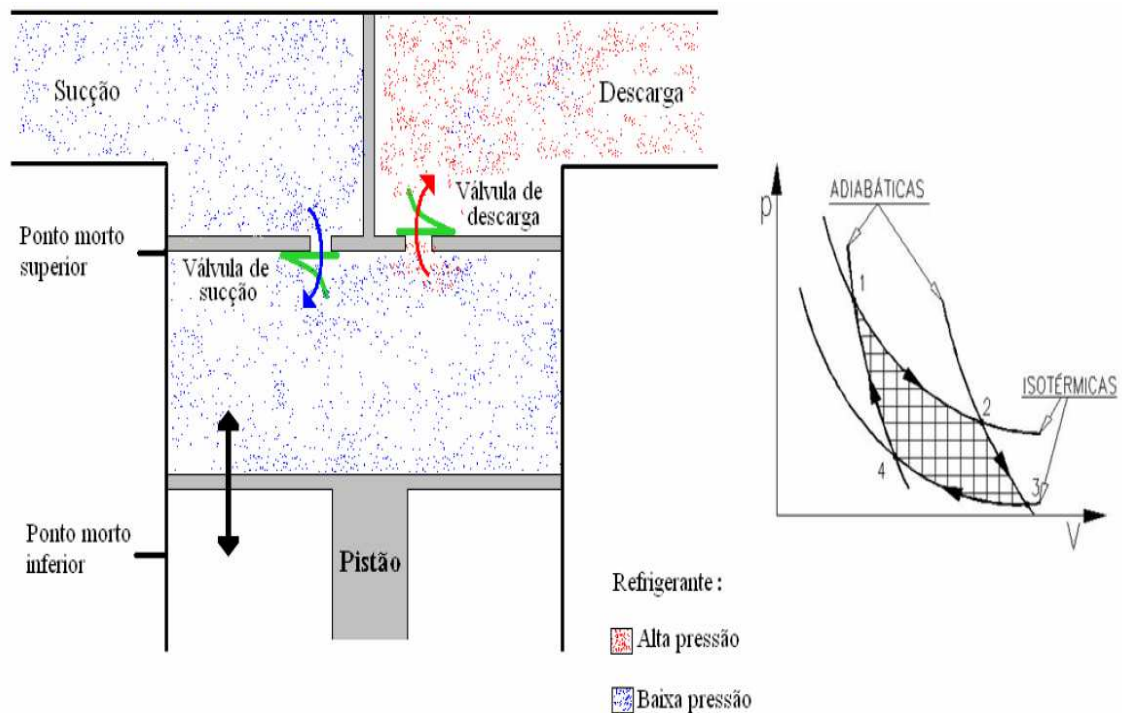 Sucção
Descarga
Válvula de
descarga
Ponto morto
superior
Válvula de
sucção
Ponto morto
inferior
Pistão
Refrigerante :
Alta pressão
Baixa pressão
p
ADIABÁTICAS
1
2
ISOTÉRMICAS
4
3
V